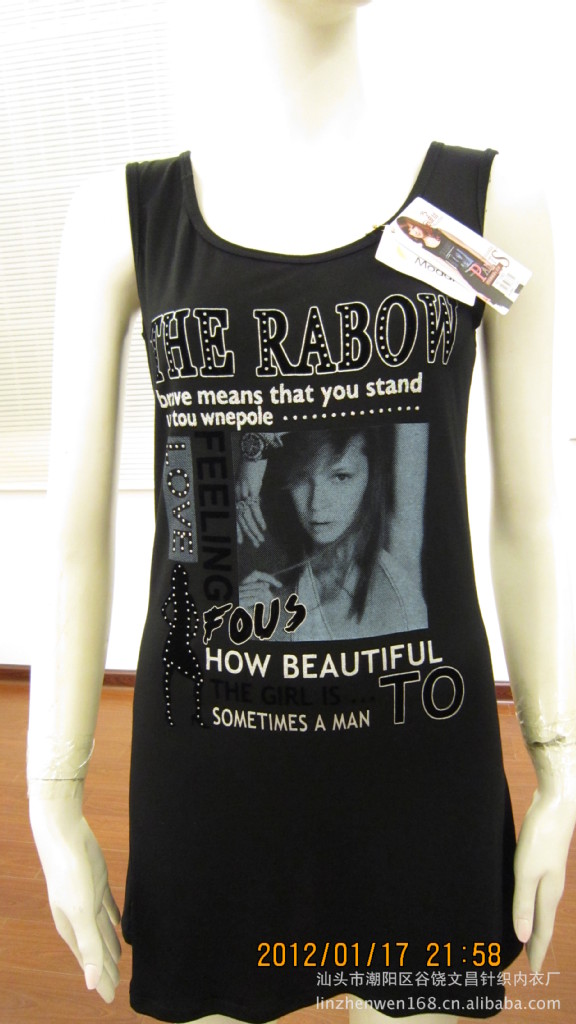 THE RABOW
brave means that you stand
utou wnepole ...............
LOVE
FEELING
FOUS
HOW BEAUTIFUL
THE GIRL IS ... TO
SOMETIMES A MAN
2012/01/17 21:58
汕头市潮阳区谷饶文昌针织内衣厂
linzhenwen168.cn.alibaba.com